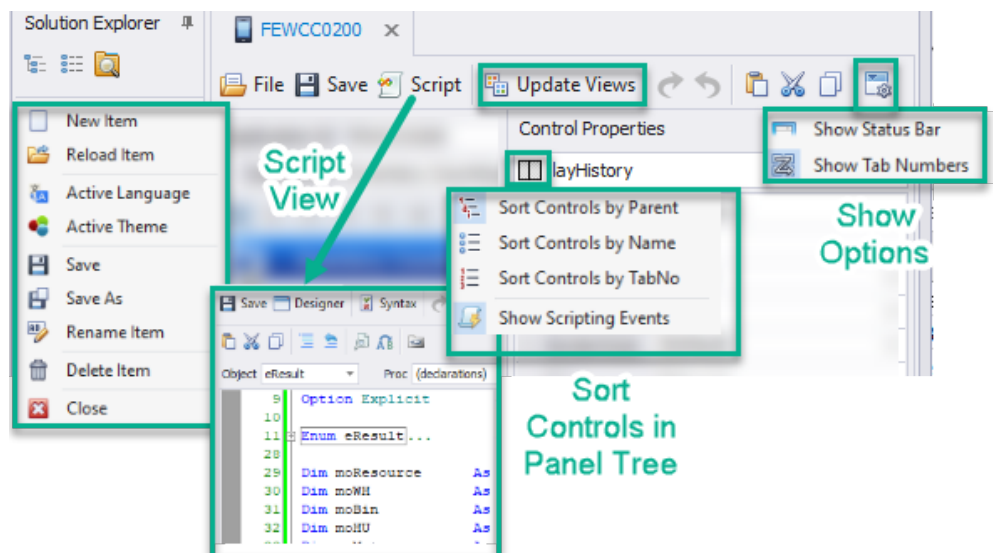 Solution Explorer
FEWCC0200
File Save Script Update Views
New Item
Reload Item
Active Language
Active Theme
Save
Save As
Rename Item
Delete Item
Close
Script
View
Control Properties
layHistory
Sort Controls by Parent
Sort Controls by Name
Sort Controls by TabNo
Show Scripting Events
Show Status Bar
Show Tab Numbers
Show
Options
Save Designer Syntax
Object eResult Proc (declarations)
9 Option Explicit
10
11 Enum eResult...
28
29 Dim moResource As
30 Dim moWH As
31 Dim moBin As
32 Dim moHU As
Sort
Controls in
Panel Tree